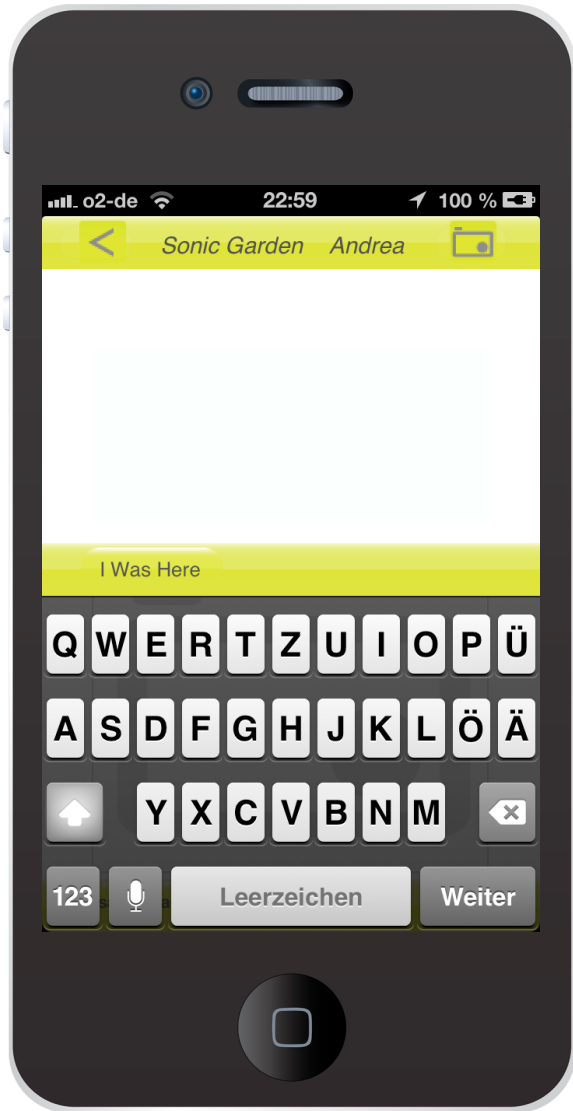 o2-de 22:59 100 %
< Sonic Garden Andrea
I Was Here
Q W E R T Z U I O P Ü
A S D F G H J K L Ö Ä
Y X C V B N M
123 Leerzeichen Weiter